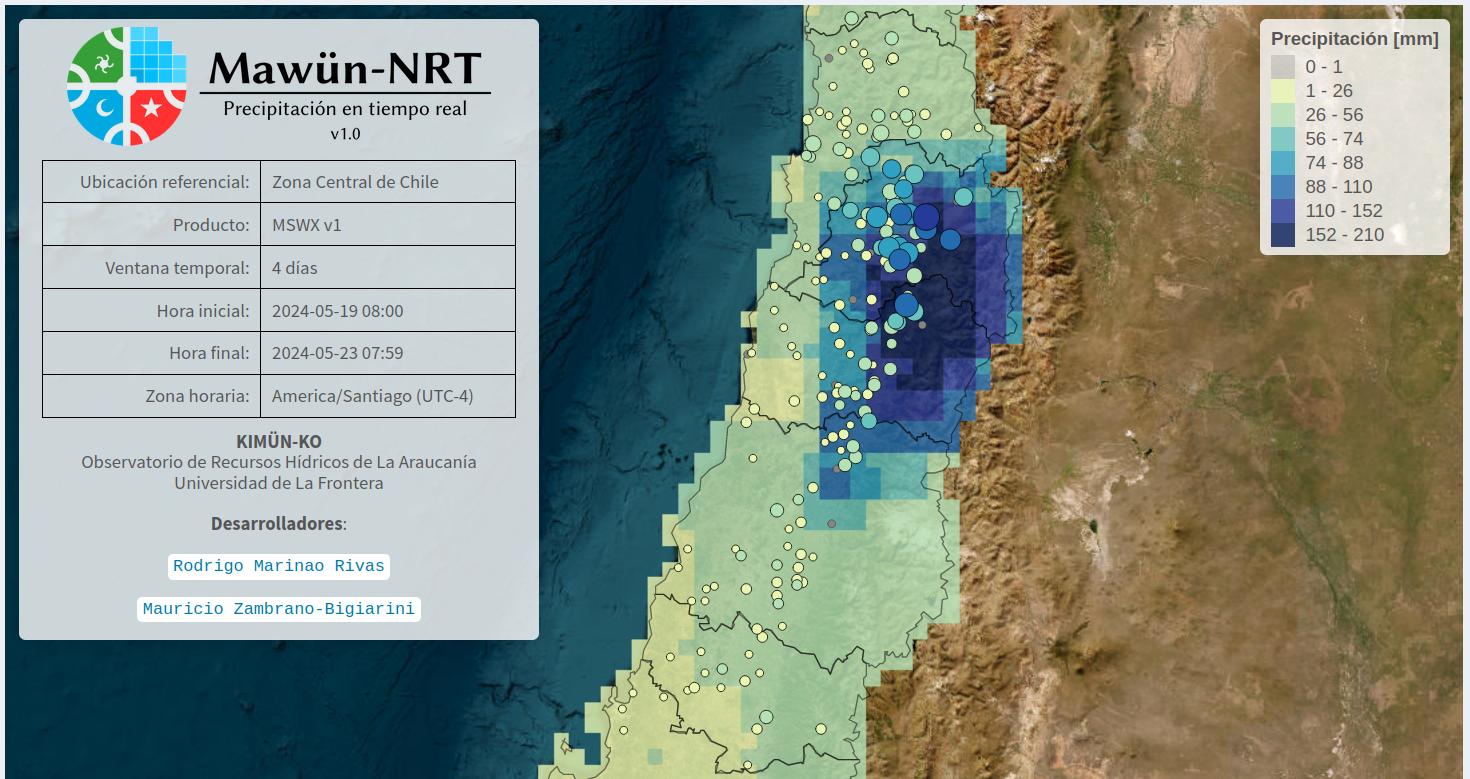 Mawün-NRT
Precipitación en tiempo real
v1.0
Ubicación referencial: Zona Central de Chile
Producto: MSWX v1
Ventana temporal: 4 días
Hora inicial: 2024-05-19 08:00
Hora final: 2024-05-23 07:59
Zona horaria: America/Santiago (UTC-4)
KIMÜN-KO
Observatorio de Recursos Hídricos de La Araucanía
Universidad de La Frontera
Desarrolladores:
Rodrigo Marinao Rivas
Mauricio Zambrano-Bigiarini
Precipitación [mm]
0 - 1
1 - 26
26 - 56
56 - 74
74 - 88
88 - 110
110 - 152
152 - 210